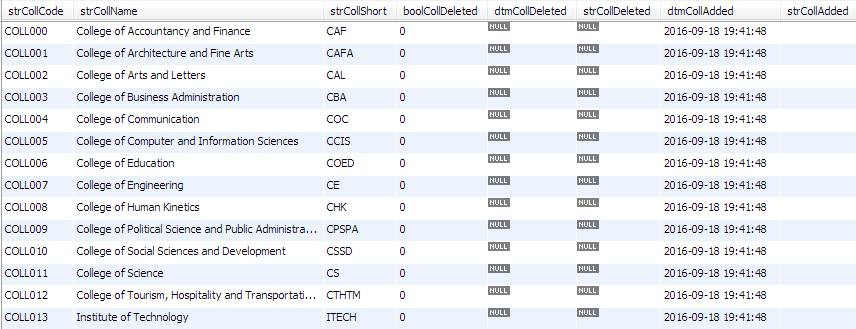 strCollCode strCollName strCollShort boolCollDeleted dtmCollDeleted strCollDeleted dtmCollAdded strCollAdded
COLL000 College of Accountancy and Finance CAF 0 NULL NULL 2016-09-18 19:41:48
COLL001 College of Architecture and Fine Arts CAFA 0 NULL NULL 2016-09-18 19:41:48
COLL002 College of Arts and Letters CAL 0 NULL NULL 2016-09-18 19:41:48
COLL003 College of Business Administration CBA 0 NULL NULL 2016-09-18 19:41:48
COLL004 College of Communication COC 0 NULL NULL 2016-09-18 19:41:48
COLL005 College of Computer and Information Sciences CCIS 0 NULL NULL 2016-09-18 19:41:48
COLL006 College of Education COED 0 NULL NULL 2016-09-18 19:41:48
COLL007 College of Engineering CE 0 NULL NULL 2016-09-18 19:41:48
COLL008 College of Human Kinetics CHK 0 NULL NULL 2016-09-18 19:41:48
COLL009 College of Political Science and Public Administra... CPSPA 0 NULL NULL 2016-09-18 19:41:48
COLL010 College of Social Sciences and Development CSSD 0 NULL NULL 2016-09-18 19:41:48
COLL011 College of Science CS 0 NULL NULL 2016-09-18 19:41:48
COLL012 College of Tourism, Hospitality and Transportati... CTHTM 0 NULL NULL 2016-09-18 19:41:48
COLL013 Institute of Technology ITECH 0 NULL NULL 2016-09-18 19:41:48